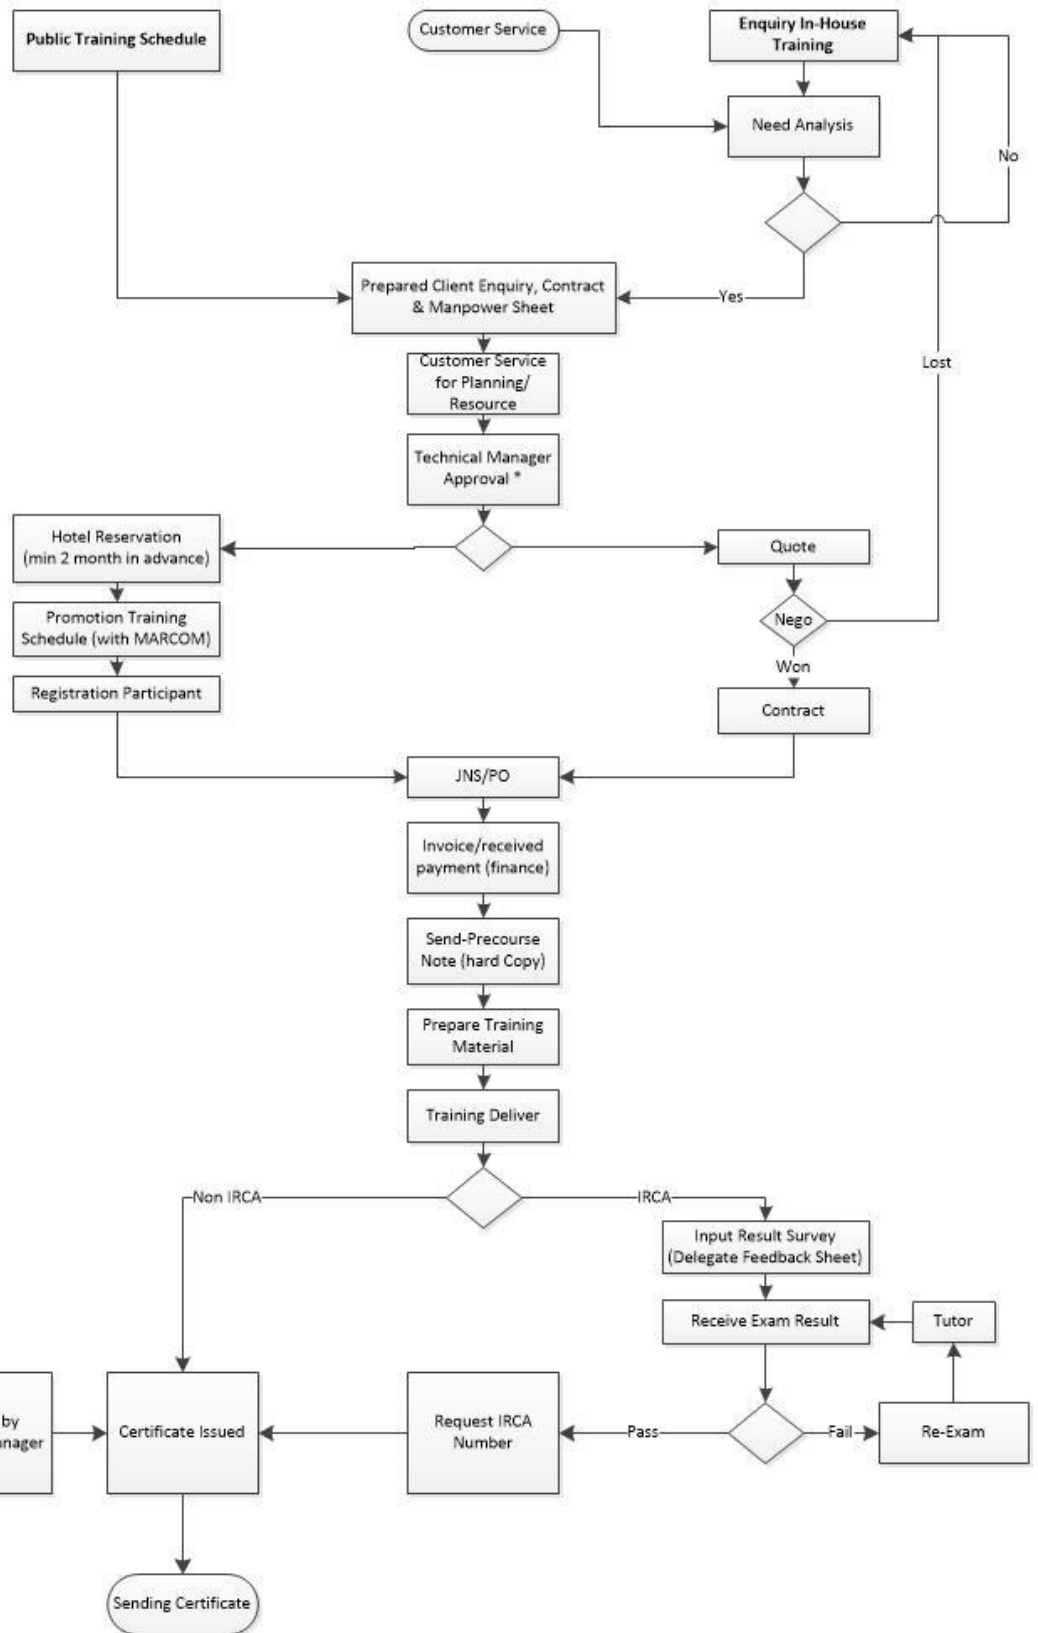 Public Training Schedule
Customer Service
Enquiry In-House
Training
Need Analysis
No
Prepared Client Enquiry, Contract
& Manpower Sheet
Yes
Customer Service
for Planning/
Resource
Lost
Technical Manager
Approval *
Hotel Reservation
(min 2 month in advance)
Quote
Promotion Training
Schedule (with MARCOM)
Nego
Won
Registration Participant
Contract
JNS/PO
Invoice/received
payment (finance)
Send-Precourse
Note (hard Copy)
Prepare Training
Material
Training Deliver
Non IRCA
IRCA
Input Result Survey
(Delegate Feedback Sheet)
Receive Exam Result
Tutor
by
Certificate Issued
Request IRCA
Number
Pass
Fail
Re-Exam
Sending Certificate